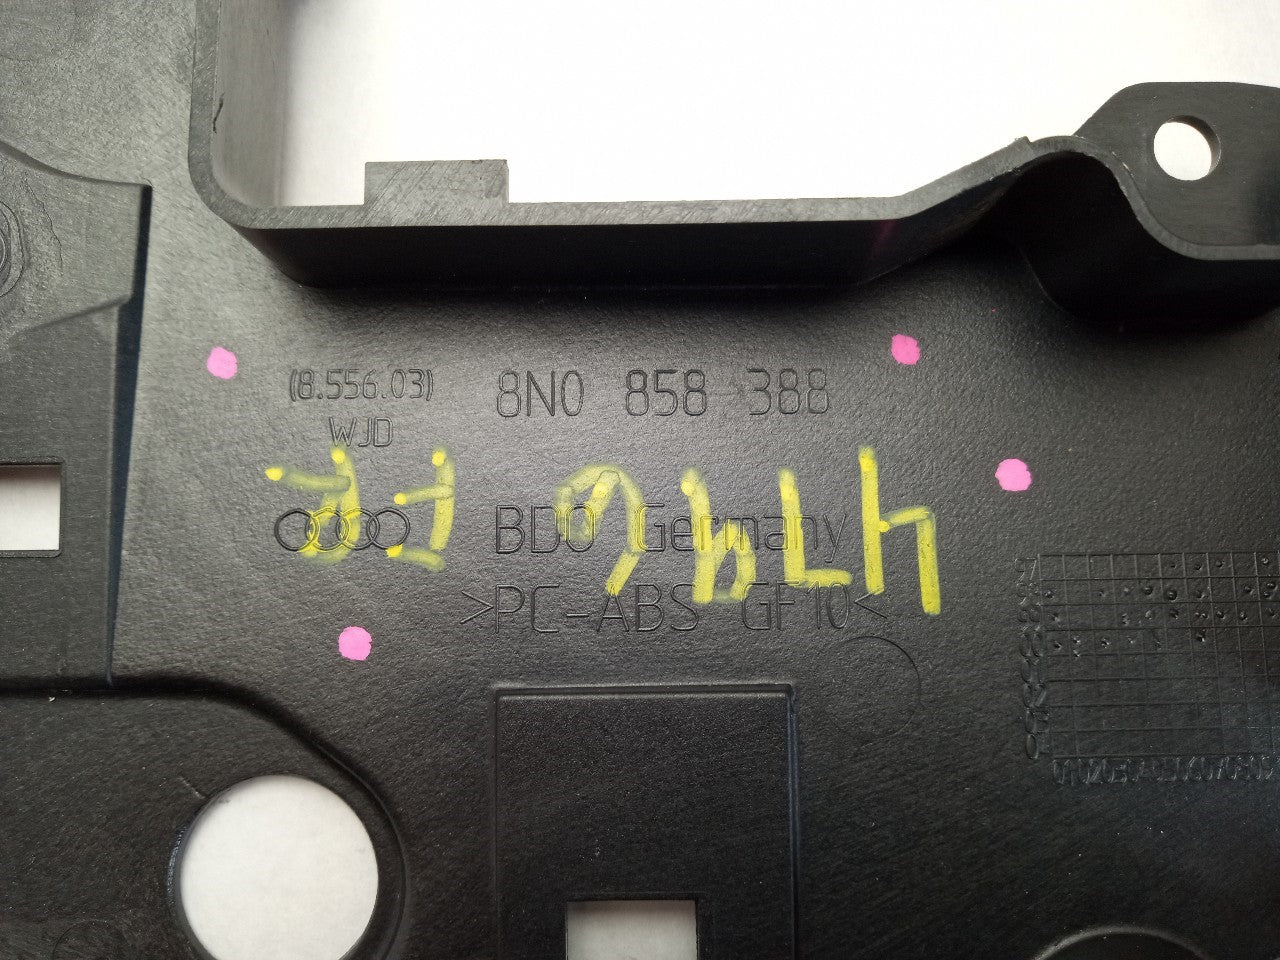 (8.556.03) 8N0 858 388
WJD
BDO Germany
>PC-ABS GF10<